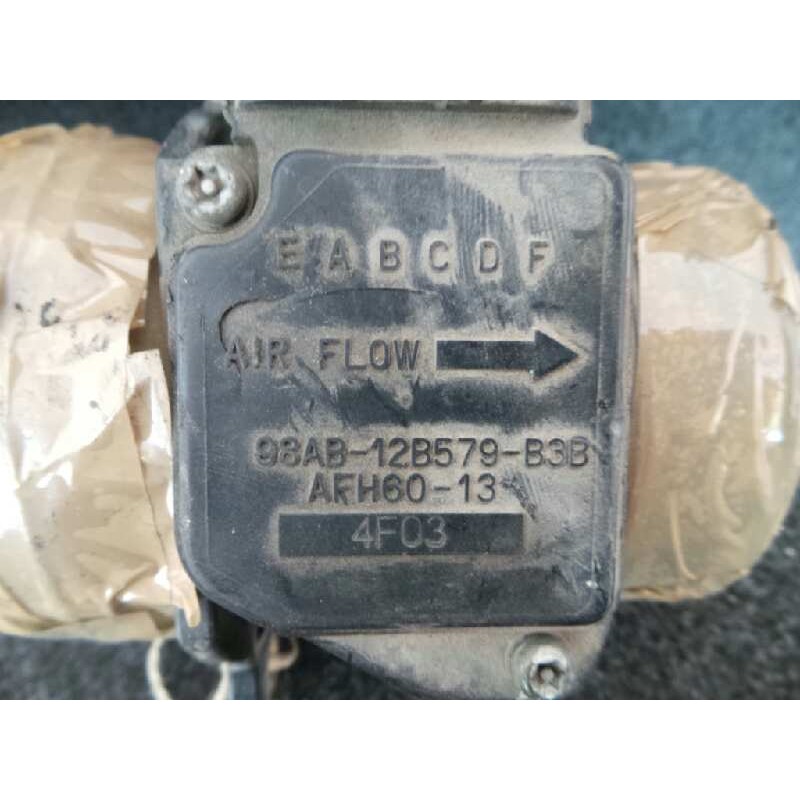 E A B C D F
AIR FLOW
98AB-12B579-B3B
AFH60-13
4F03